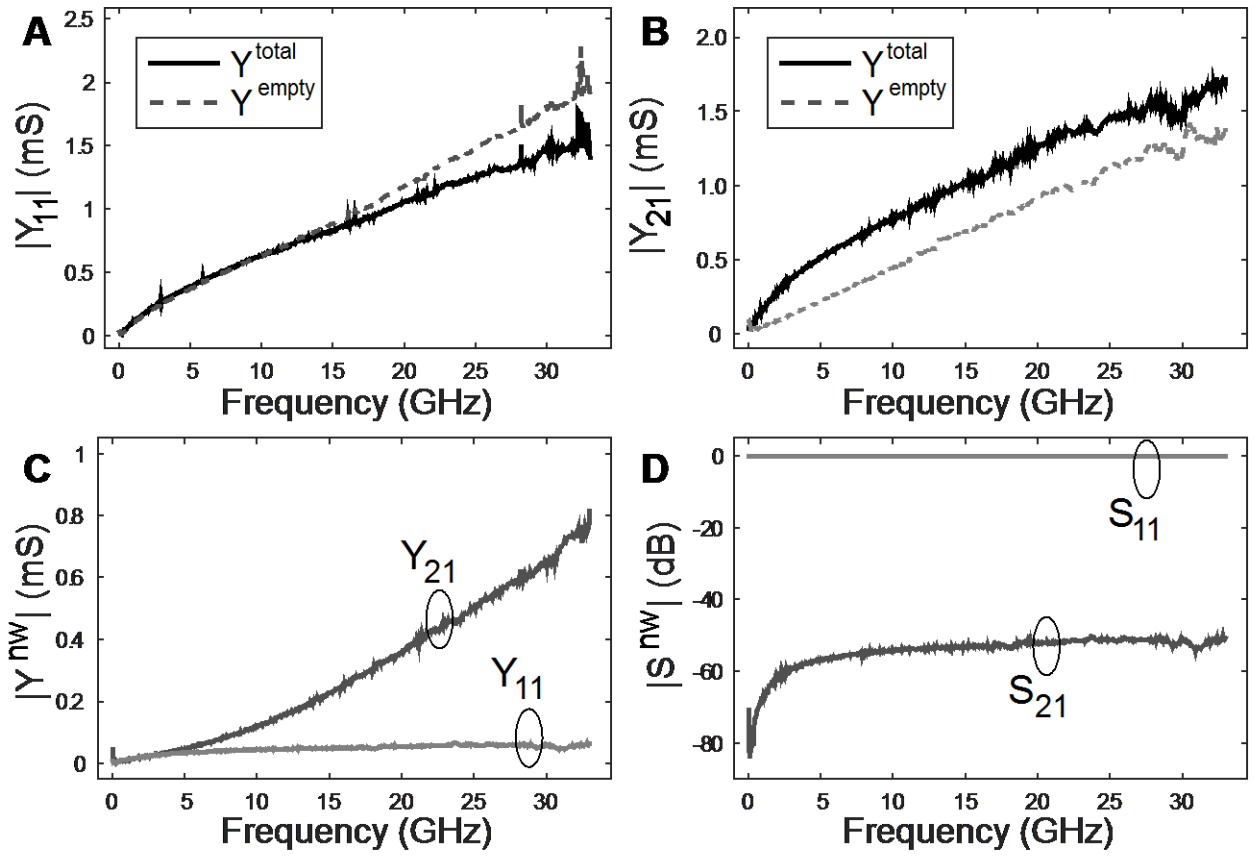 A
Y total
Y empty
|Y11| (mS)
2.5
2
1.5
1
0.5
0
0 5 10 15 20 25 30
Frequency (GHz)
B
Y total
Y empty
|Y21| (mS)
2.0
1.5
1.0
0.5
0
0 5 10 15 20 25 30
Frequency (GHz)
C
|Y nw| (mS)
1
0.8
0.6
0.4
0.2
0
Y21
Y11
0 5 10 15 20 25 30
Frequency (GHz)
D
|S nw| (dB)
0
-20
-40
-60
-80
S11
S21
0 5 10 15 20 25 30
Frequency (GHz)